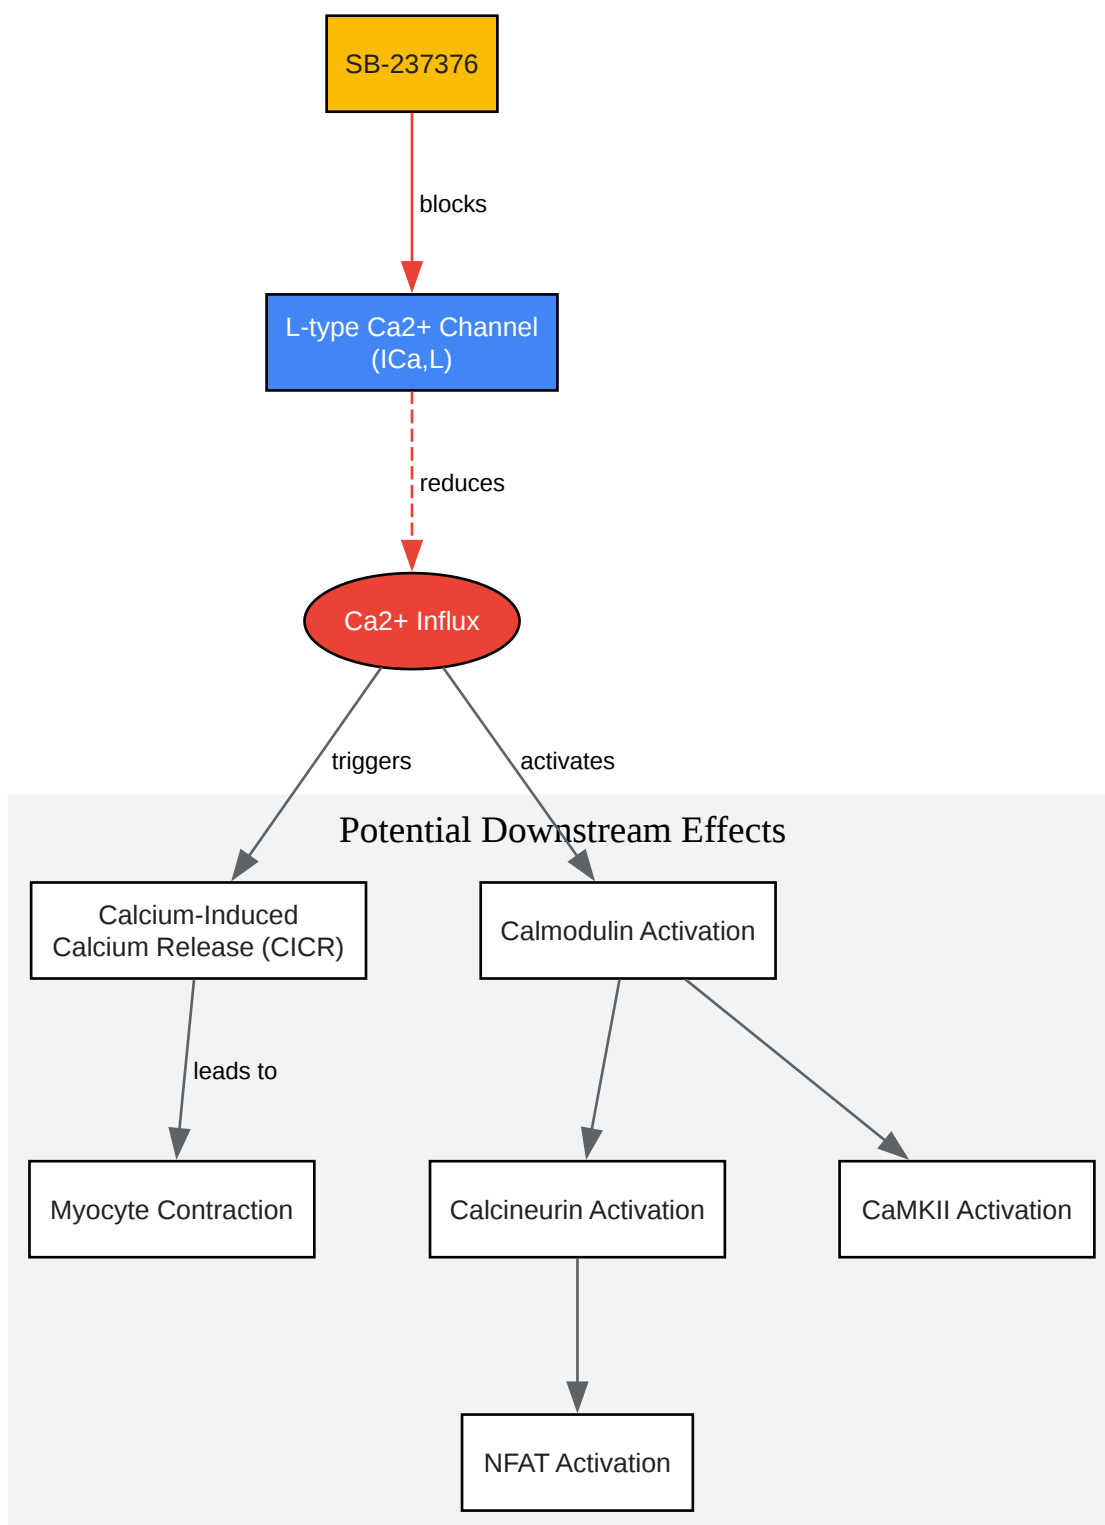 SB-237376
blocks
L-type Ca2+ Channel
(ICa,L)
reduces
Ca2+ Influx
triggers
activates
Potential Downstream Effects
Calcium-Induced
Calcium Release (CICR)
Calmodulin Activation
leads to
Myocyte Contraction
Calcineurin Activation
CaMKII Activation
NFAT Activation